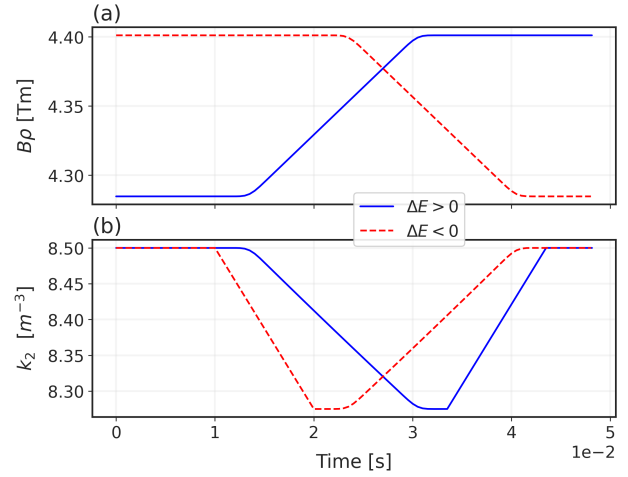 (a)
4.40
4.35
4.30
Bρ [Tm]
ΔE > 0
ΔE < 0
(b)
8.50
8.45
8.40
8.35
8.30
k₂ [m⁻³]
0 1 2 3 4 5
1e−2
Time [s]